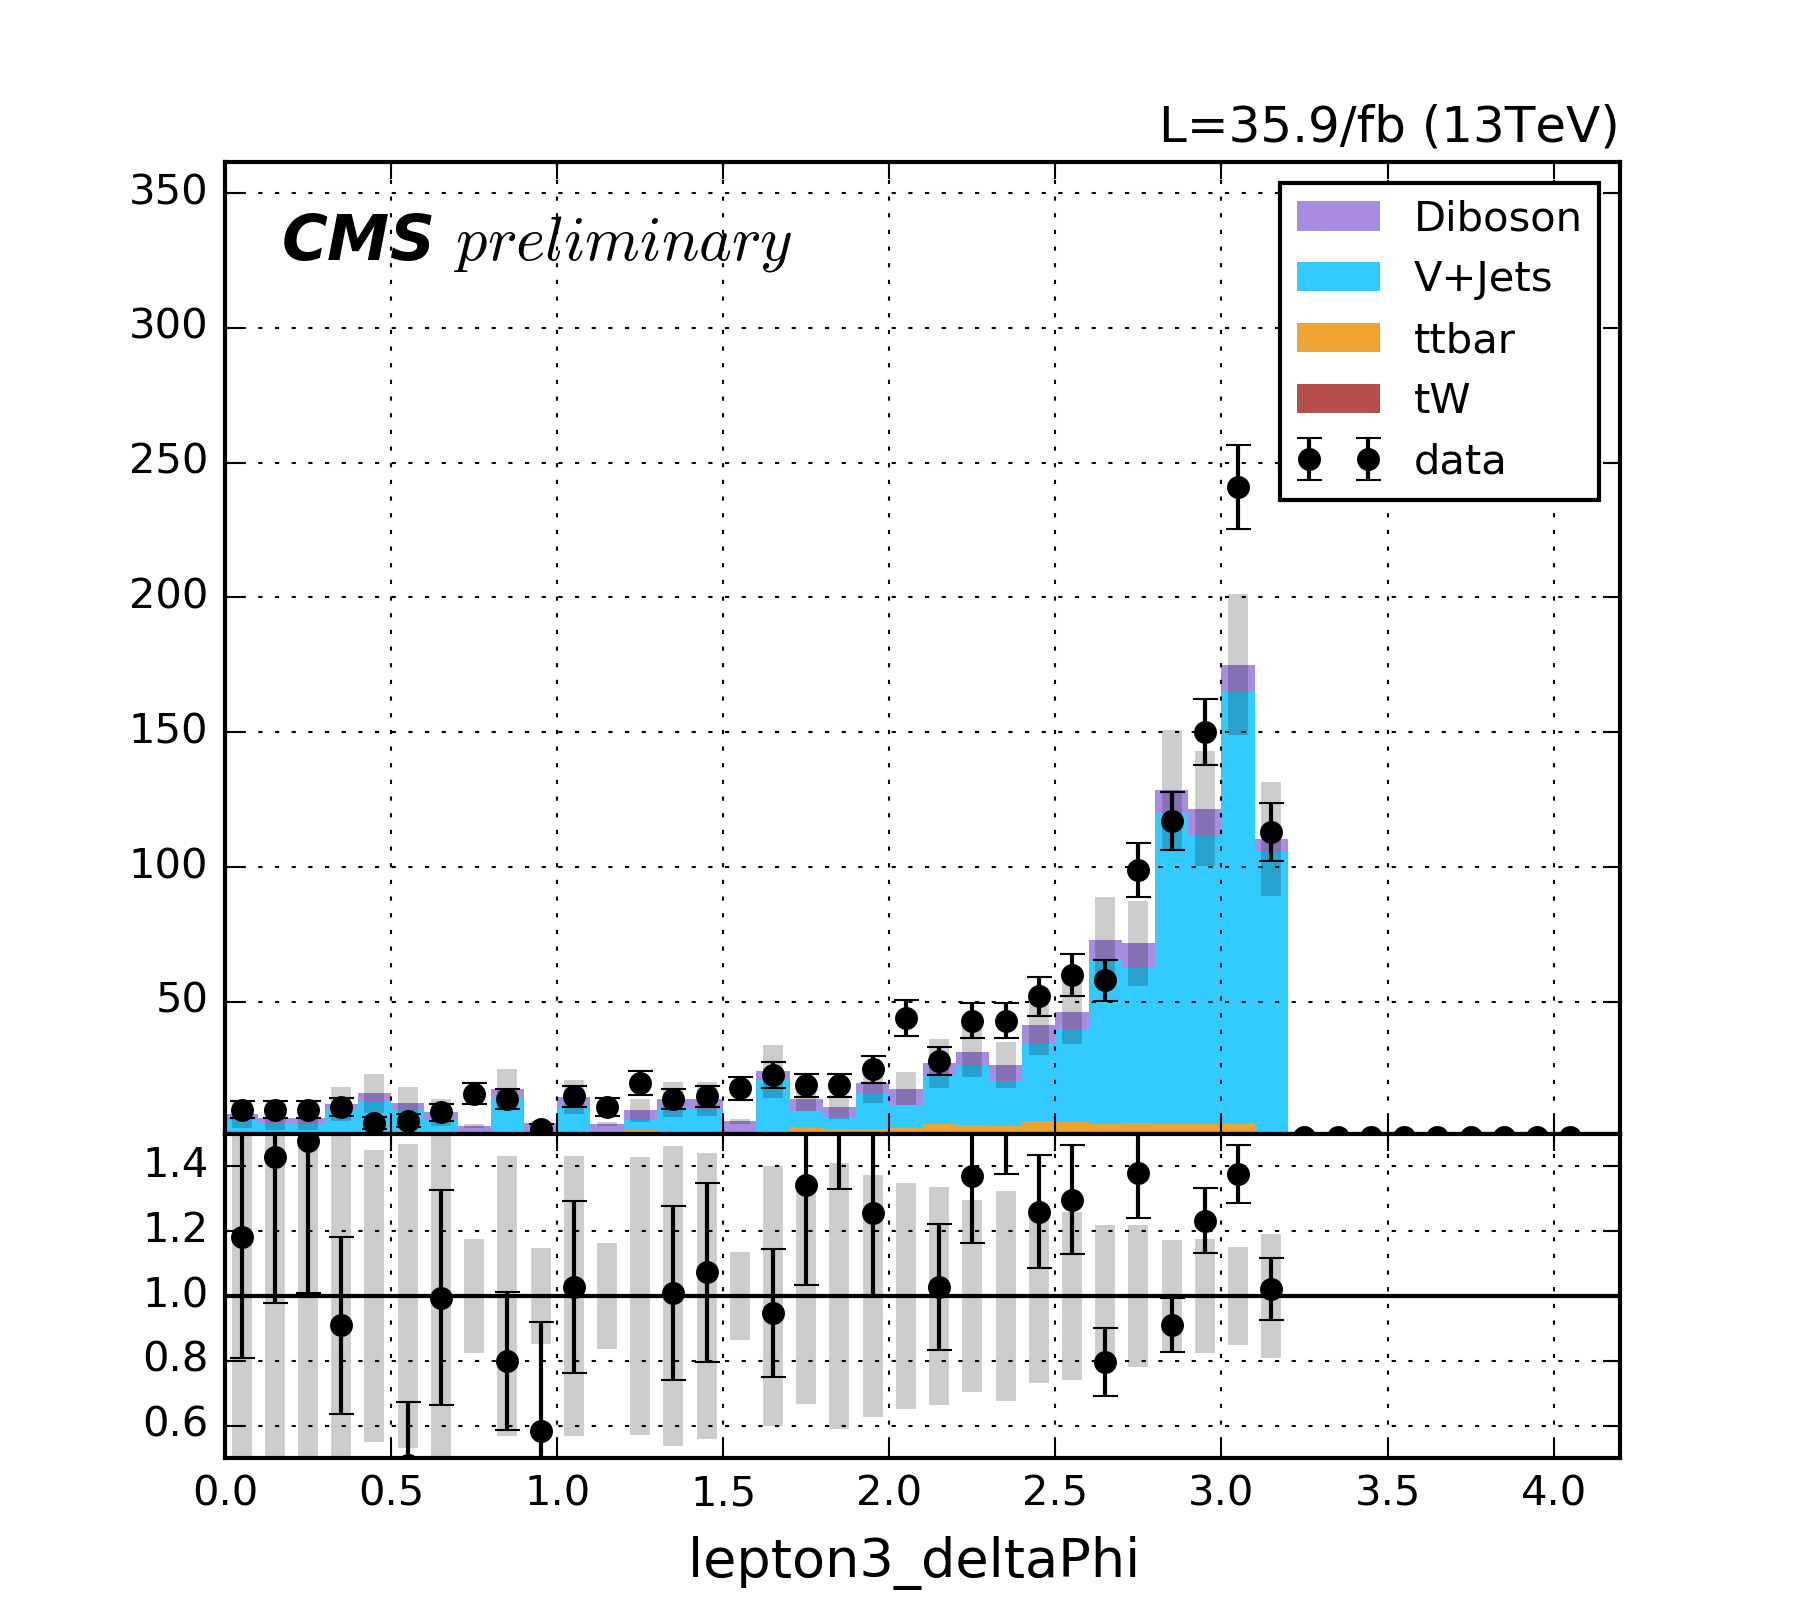 L=35.9/fb (13TeV)
CMS preliminary
Diboson
V+Jets
ttbar
tW
data
350
300
250
200
150
100
50
1.4
1.2
1.0
0.8
0.6
0.0 0.5 1.0 1.5 2.0 2.5 3.0 3.5 4.0
lepton3_deltaPhi